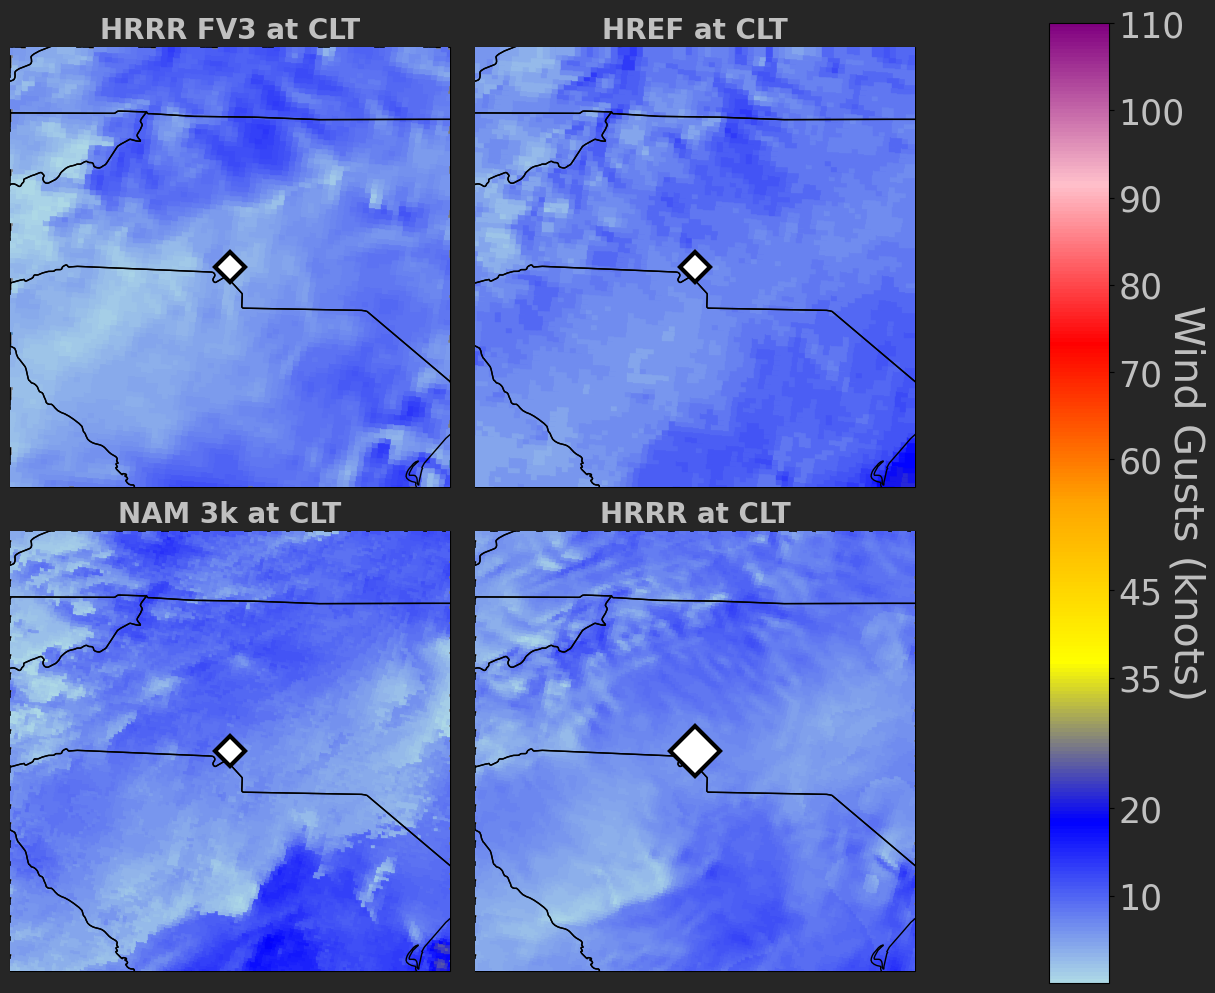 HRRR FV3 at CLT
HREF at CLT
NAM 3k at CLT
HRRR at CLT
110
100
90
80
70
60
45
35
20
10
Wind Gusts (knots)